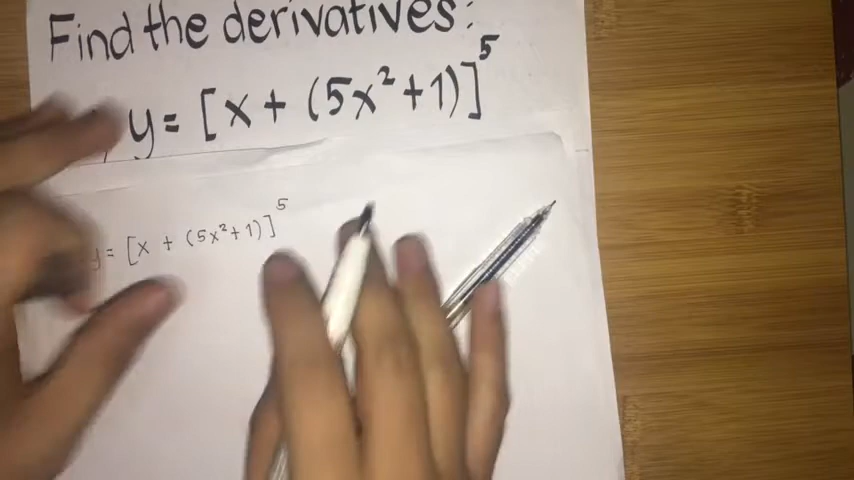 Find the derivatives:
y = [x + (5x²+1)]⁵
y = [x + (5x²+1)]⁵